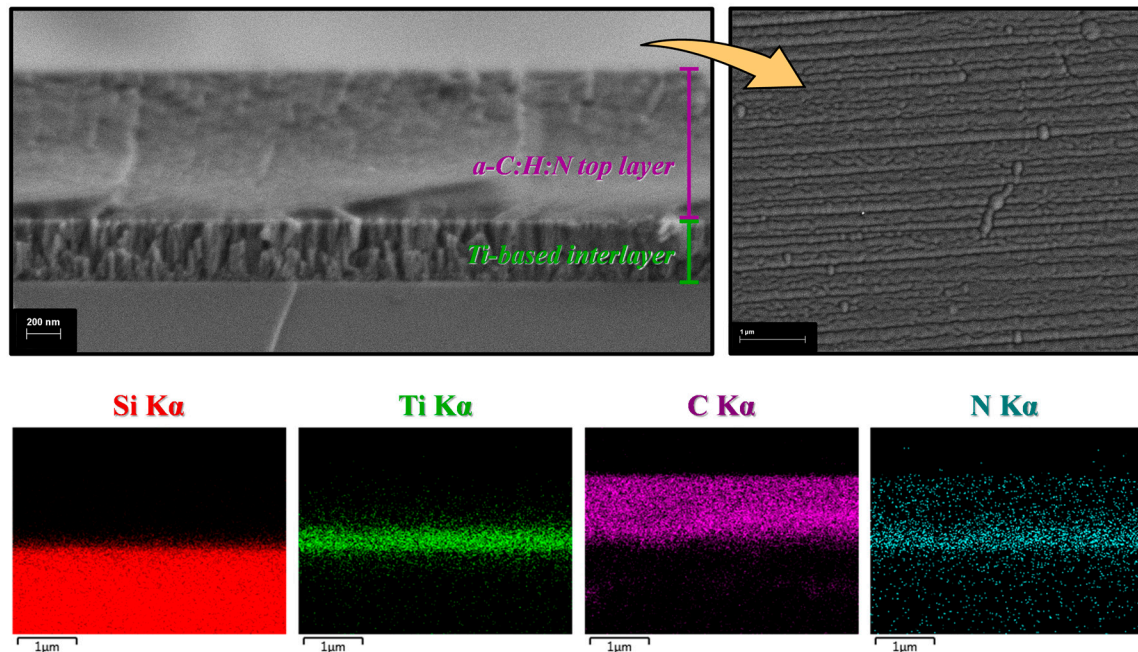 a-C:H:N top layer
Ti-based interlayer
200 nm
1 µm
Si Kα
Ti Kα
C Kα
N Kα
1µm
1µm
1µm
1µm